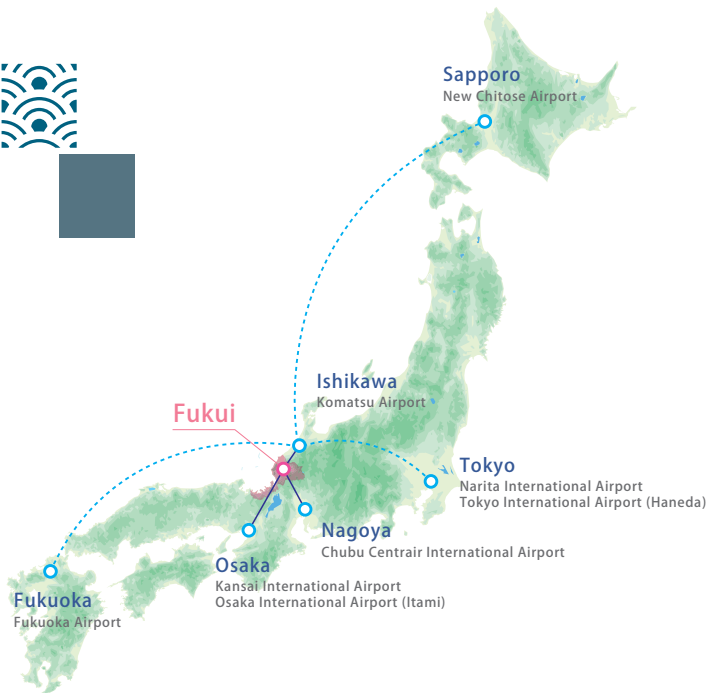 Sapporo
New Chitose Airport
Ishikawa
Komatsu Airport
Fukui
Tokyo
Narita International Airport
Tokyo International Airport (Haneda)
Nagoya
Chubu Centrair International Airport
Osaka
Kansai International Airport
Osaka International Airport (Itami)
Fukuoka
Fukuoka Airport